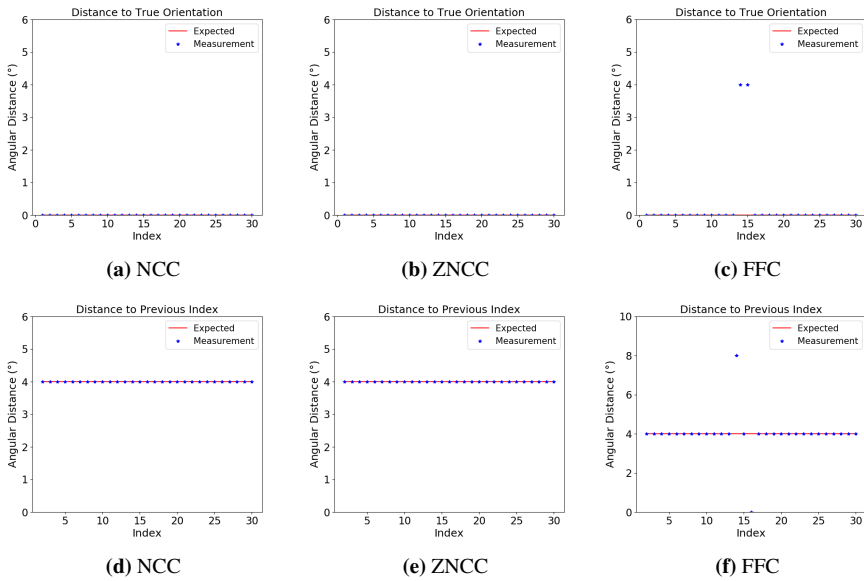 Distance to True Orientation
Expected
Measurement
Angular Distance (°)
6
5
4
3
2
1
0
0 5 10 15 20 25 30
Index
(a) NCC
Distance to True Orientation
Expected
Measurement
Angular Distance (°)
6
5
4
3
2
1
0
0 5 10 15 20 25 30
Index
(b) ZNCC
Distance to True Orientation
Expected
Measurement
Angular Distance (°)
6
5
4
3
2
1
0
0 5 10 15 20 25 30
Index
(c) FFC
Distance to Previous Index
Expected
Measurement
Angular Distance (°)
6
5
4
3
2
1
0
5 10 15 20 25 30
Index
(d) NCC
Distance to Previous Index
Expected
Measurement
Angular Distance (°)
6
5
4
3
2
1
0
5 10 15 20 25 30
Index
(e) ZNCC
Distance to Previous Index
Expected
Measurement
Angular Distance (°)
10
8
6
4
2
0
5 10 15 20 25 30
Index
(f) FFC